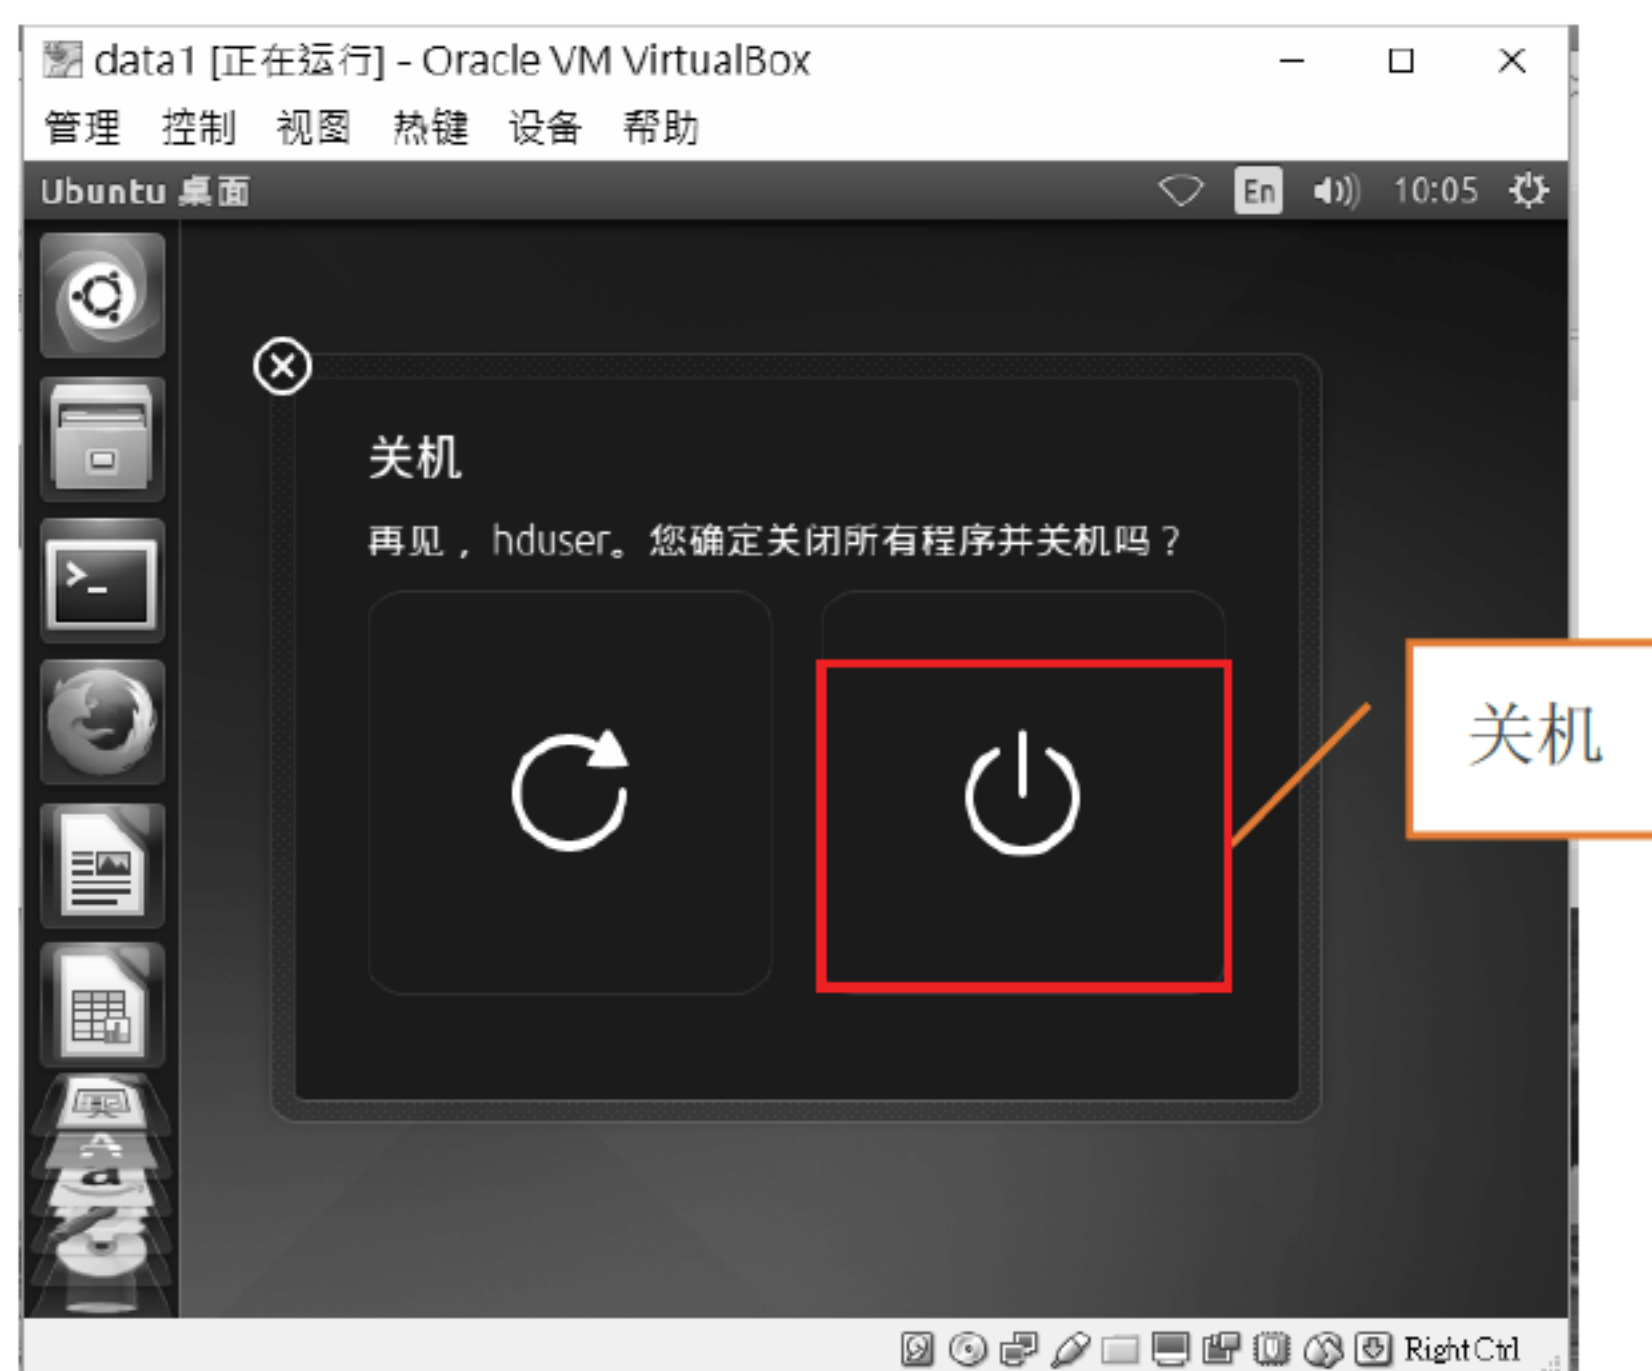 data1 [正在运行] - Oracle VM VirtualBox
管理 控制 视图 热键 设备 帮助
Ubuntu 桌面 En 10:05
关机
再见，hduser。您确定关闭所有程序并关机吗？
关机
Right Ctrl